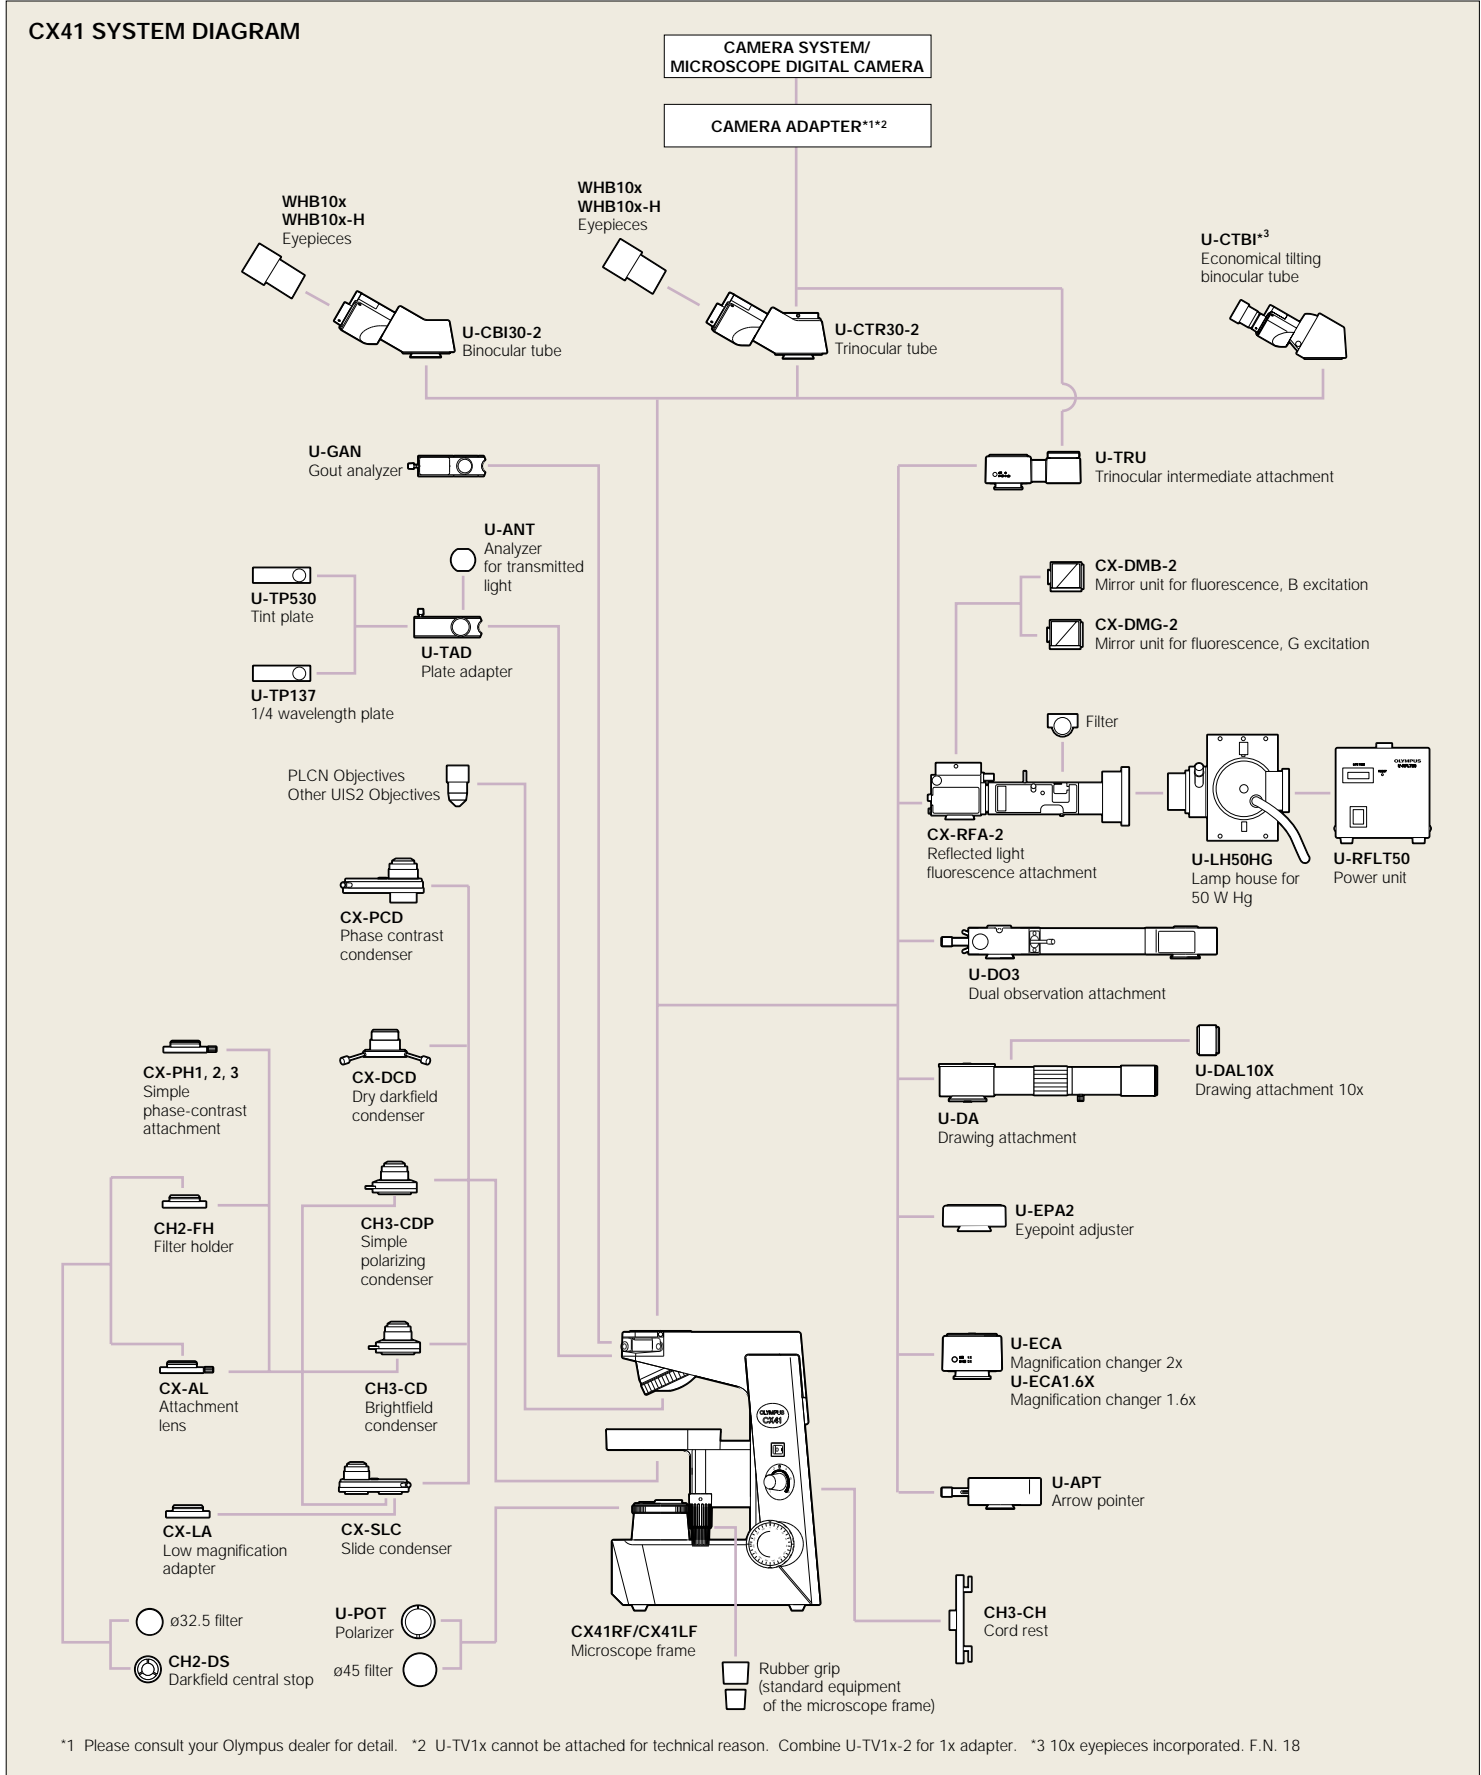 CX41 SYSTEM DIAGRAM
CAMERA SYSTEM/
MICROSCOPE DIGITAL CAMERA
CAMERA ADAPTER*1*2
WHB10x
WHB10x-H
Eyepieces
WHB10x
WHB10x-H
Eyepieces
U-CTBI*3
Economical tilting
binocular tube
U-CBI30-2
Binocular tube
U-CTR30-2
Trinocular tube
U-GAN
Gout analyzer
U-TRU
Trinocular intermediate attachment
U-ANT
Analyzer
for transmitted
light
U-TP530
Tint plate
U-TAD
Plate adapter
U-TP137
1/4 wavelength plate
CX-DMB-2
Mirror unit for fluorescence, B excitation
CX-DMG-2
Mirror unit for fluorescence, G excitation
Filter
PLCN Objectives
Other UIS2 Objectives
OLYMPUS
CX-RFA-2
Reflected light
fluorescence attachment
U-LH50HG
Lamp house for
50 W Hg
U-RFLT50
Power unit
CX-PCD
Phase contrast
condenser
U-DO3
Dual observation attachment
CX-PH1, 2, 3
Simple
phase-contrast
attachment
CX-DCD
Dry darkfield
condenser
U-DAL10X
Drawing attachment 10x
U-DA
Drawing attachment
CH2-FH
Filter holder
CH3-CDP
Simple
polarizing
condenser
U-EPA2
Eyepoint adjuster
CX-AL
Attachment
lens
CH3-CD
Brightfield
condenser
U-ECA
Magnification changer 2x
U-ECA1.6X
Magnification changer 1.6x
OLYMPUS
CX41
U-APT
Arrow pointer
CX-LA
Low magnification
adapter
CX-SLC
Slide condenser
ø32.5 filter
CH2-DS
Darkfield central stop
U-POT
Polarizer
ø45 filter
CX41RF/CX41LF
Microscope frame
CH3-CH
Cord rest
Rubber grip
(standard equipment
of the microscope frame)
*1 Please consult your Olympus dealer for detail. *2 U-TV1x cannot be attached for technical reason. Combine U-TV1x-2 for 1x adapter. *3 10x eyepieces incorporated. F.N. 18